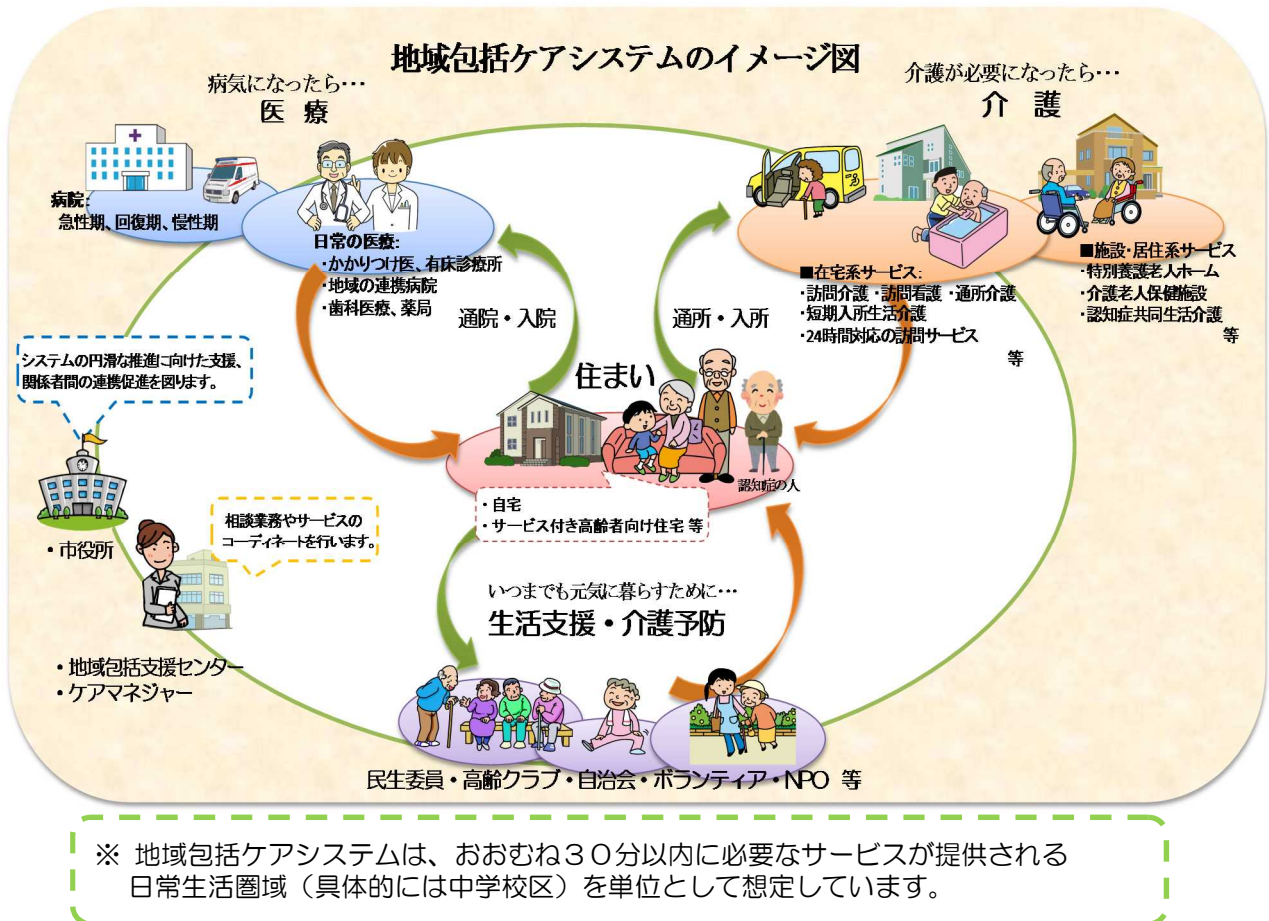 地域包括ケアシステムのイメージ図
病気になったら…
医 療
介護が必要になったら…
介 護
病院:
急性期、回復期、慢性期
日常の医療:
・かかりつけ医、有床診療所
・地域の連携病院
・歯科医療、薬局
■在宅系サービス:
・訪問介護 ・訪問看護 ・通所介護
・短期入所生活介護
・24時間対応の訪問サービス
等
■施設・居住系サービス
・特別養護老人ホーム
・介護老人保健施設
・認知症共同生活介護
等
通院・入院
通所・入所
システムの円滑な推進に向けた支援、
関係者間の連携促進を図ります。
住まい
認知症の人
・自宅
・サービス付き高齢者向け住宅 等
・市役所
相談業務やサービスの
コーディネートを行います。
・地域包括支援センター
・ケアマネジャー
いつまでも元気に暮らすために…
生活支援・介護予防
民生委員・高齢クラブ・自治会・ボランティア・NPO 等
※ 地域包括ケアシステムは、おおむね３０分以内に必要なサービスが提供される
日常生活圏域（具体的には中学校区）を単位として想定しています。